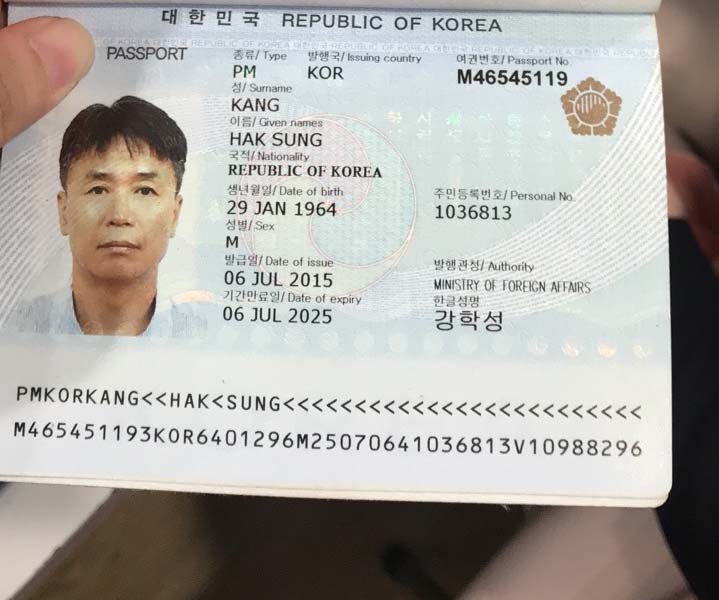 대한민국 REPUBLIC OF KOREA
PASSPORT
종류/ Type 발행국/ Issuing country 여권번호/ Passport No.
PM KOR M46545119
성/ Surname
KANG
이름/ Given names
HAK SUNG
국적/ Nationality
REPUBLIC OF KOREA
생년월일/ Date of birth 주민등록번호/ Personal No.
29 JAN 1964 1036813
성별/ Sex
M
발급일/ Date of issue 발행관청/ Authority
06 JUL 2015 MINISTRY OF FOREIGN AFFAIRS
기간만료일/ Date of expiry 한글성명
06 JUL 2025 강학성
PMKORKANG<<HAK<SUNG<<<<<<<<<<<<<<<<<<<<<<<<<
M465451193KOR6401296M25070641036813V10988296